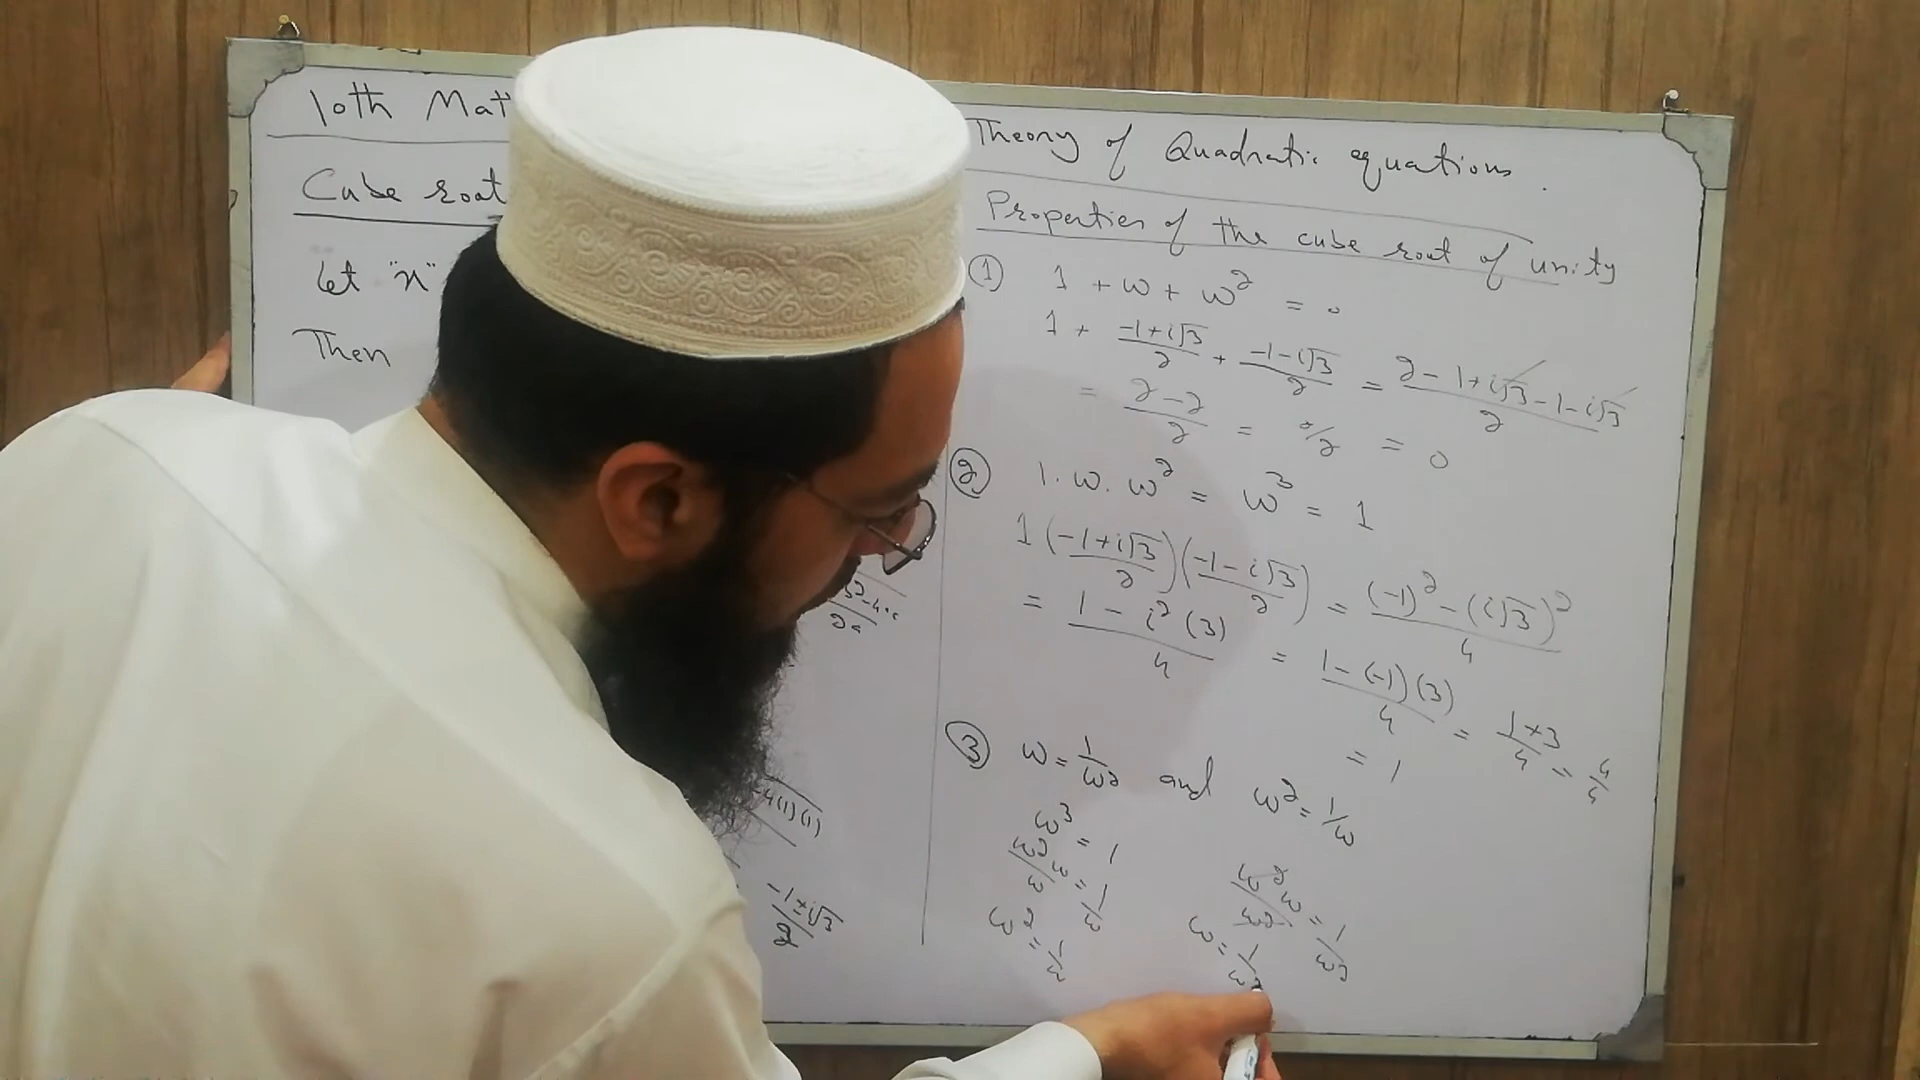 10th Mat
Cube root
let "x"
Then
-4(1)(1)
-1±i√3
2
Theory of Quadratic equations.
Properties of the cube root of unity
① 1 + ω + ω² = 0
1 + (-1+i√3)/2 + (-1-i√3)/2 = (2-1+i√3-1-i√3)/2
= (2-2)/2 = 0/2 = 0
② 1.ω.ω² = ω³ = 1
1((-1+i√3)/2)((-1-i√3)/2) = ((-1)²-(i√3)²)/4
= (1-i²(3))/4 = (1-(-1)(3))/4 = (1+3)/4 = 4/4
= 1
③ ω = 1/ω² and ω² = 1/ω
ω³ = 1
ω²ω/ω = 1/ω
ω² = 1/ω
ω²ω/ω² = 1/ω²
ω = 1/ω²